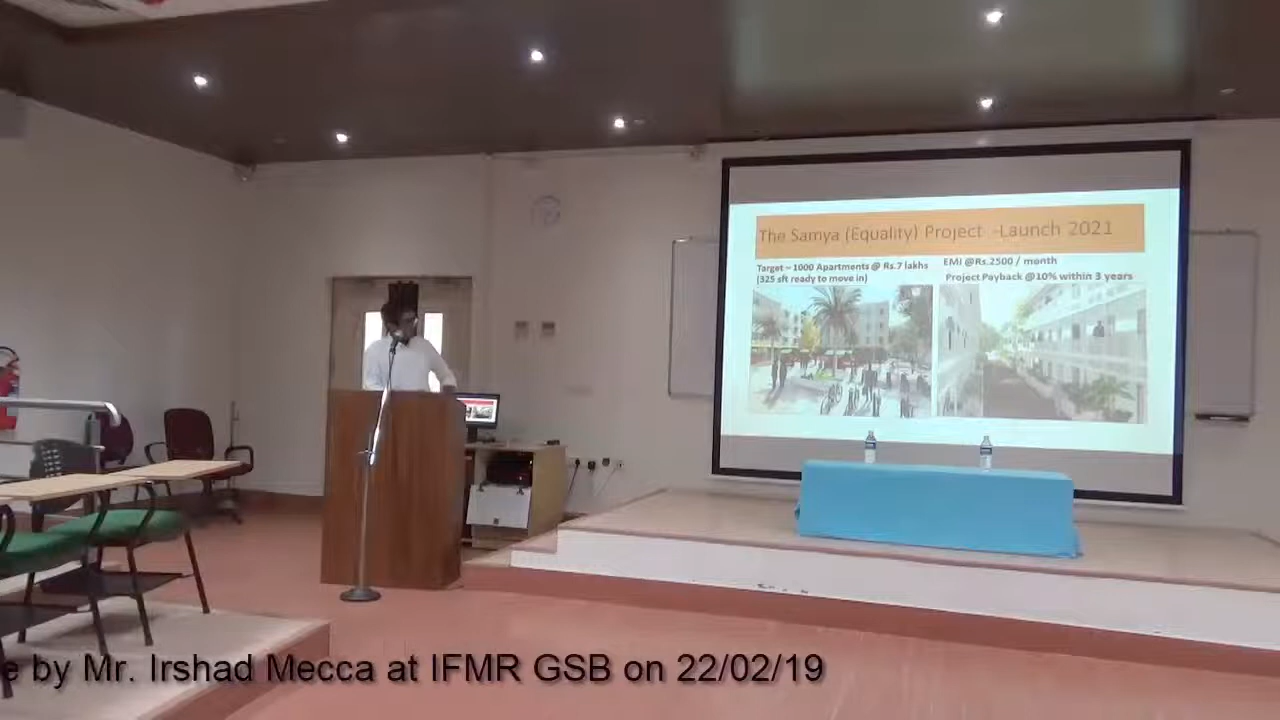 The Samya (Equality) Project -Launch 2021
Target – 1000 Apartments @ Rs.7 lakhs
(325 sft ready to move in)
EMI @Rs.2500 / month
Project Payback @10% within 3 years
e by Mr. Irshad Mecca at IFMR GSB on 22/02/19